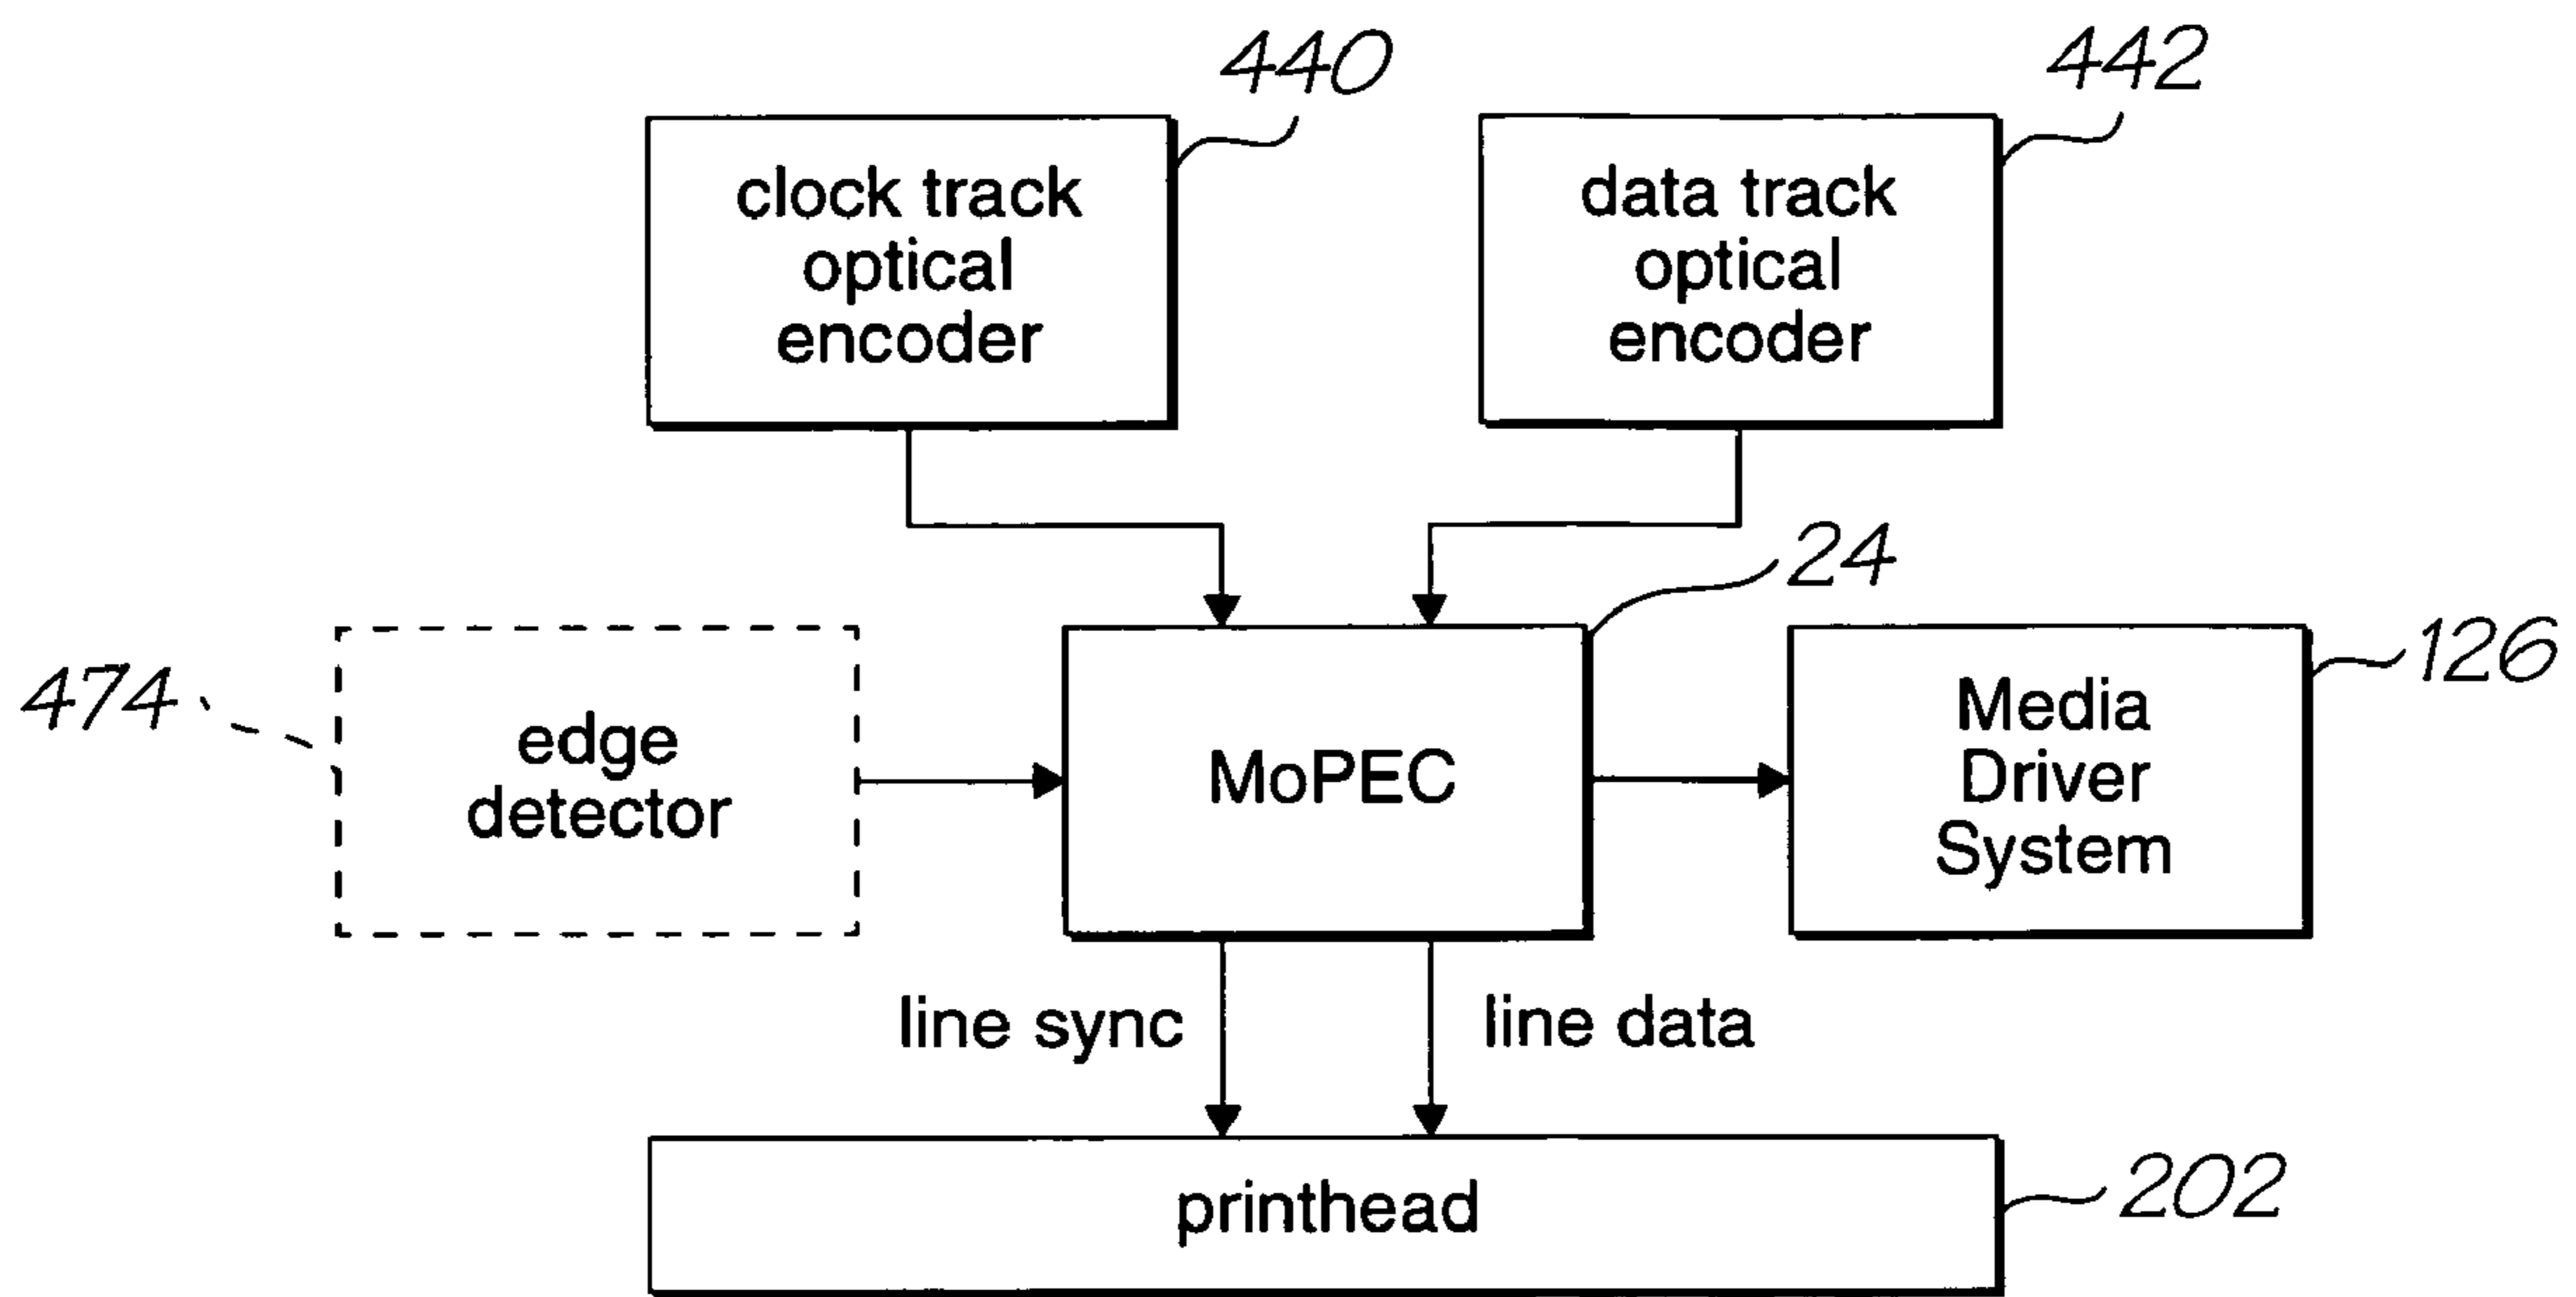 440
442
clock track
optical
encoder
data track
optical
encoder
24
126
474
edge
detector
MoPEC
Media
Driver
System
line sync
line data
printhead
202